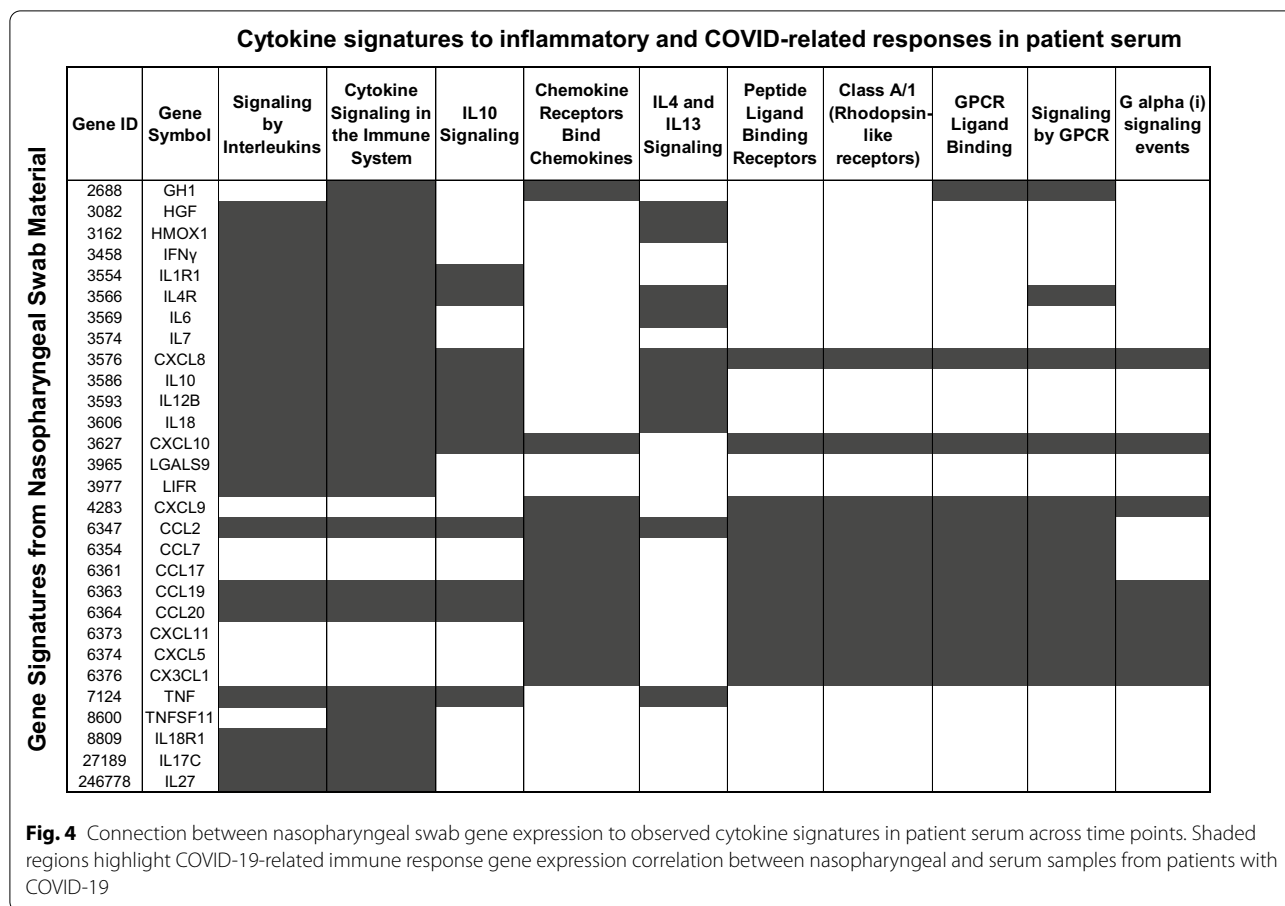 Cytokine signatures to inflammatory and COVID-related responses in patient serum
Gene Signatures from Nasopharyngeal Swab Material
Gene ID
Gene
Symbol
Signaling
by
Interleukins
Cytokine
Signaling in
the Immune
System
IL10
Signaling
Chemokine
Receptors
Bind
Chemokines
IL4 and
IL13
Signaling
Peptide
Ligand
Binding
Receptors
Class A/1
(Rhodopsin-
like
receptors)
GPCR
Ligand
Binding
Signaling
by GPCR
G alpha (i)
signaling
events
2688 GH1
3082 HGF
3162 HMOX1
3458 IFNγ
3554 IL1R1
3566 IL4R
3569 IL6
3574 IL7
3576 CXCL8
3586 IL10
3593 IL12B
3606 IL18
3627 CXCL10
3965 LGALS9
3977 LIFR
4283 CXCL9
6347 CCL2
6354 CCL7
6361 CCL17
6363 CCL19
6364 CCL20
6373 CXCL11
6374 CXCL5
6376 CX3CL1
7124 TNF
8600 TNFSF11
8809 IL18R1
27189 IL17C
246778 IL27
Fig. 4 Connection between nasopharyngeal swab gene expression to observed cytokine signatures in patient serum across time points. Shaded
regions highlight COVID-19-related immune response gene expression correlation between nasopharyngeal and serum samples from patients with
COVID-19